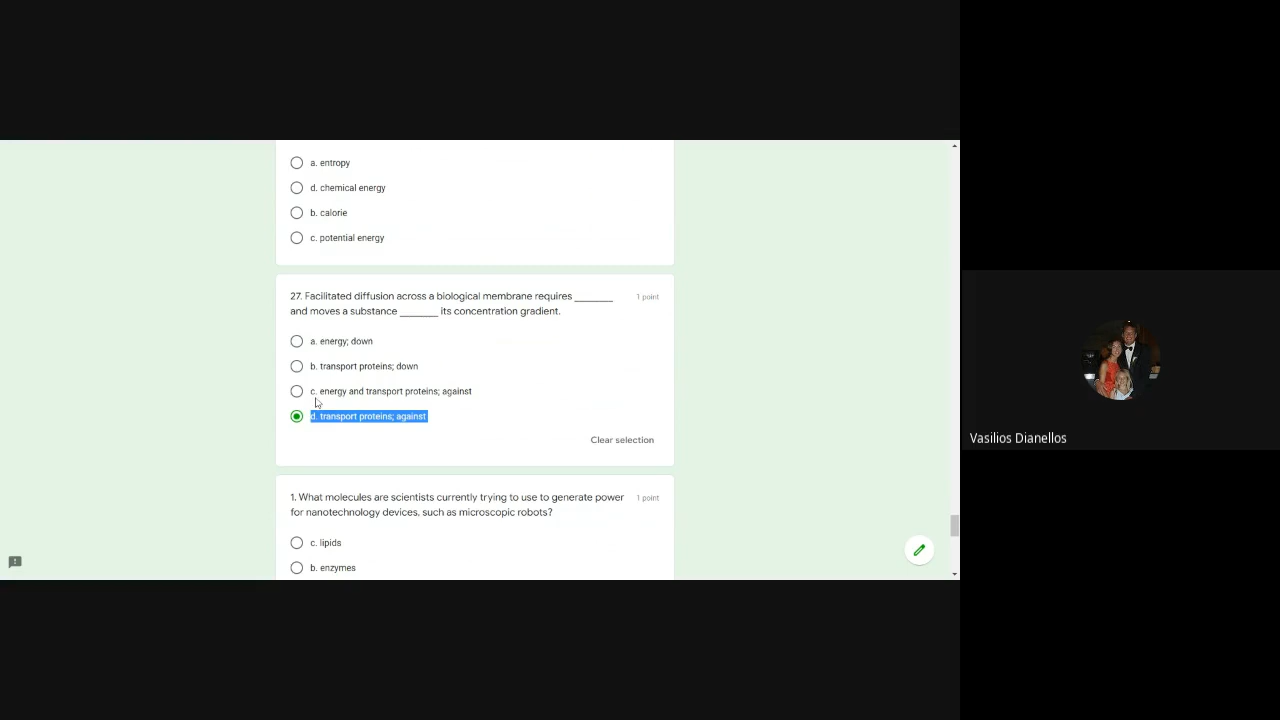 a. entropy
d. chemical energy
b. calorie
c. potential energy
27. Facilitated diffusion across a biological membrane requires _______ 1 point
and moves a substance _______ its concentration gradient.
a. energy; down
b. transport proteins; down
c. energy and transport proteins; against
d. transport proteins; against
Clear selection
1. What molecules are scientists currently trying to use to generate power 1 point
for nanotechnology devices, such as microscopic robots?
c. lipids
b. enzymes
Vasilios Dianellos